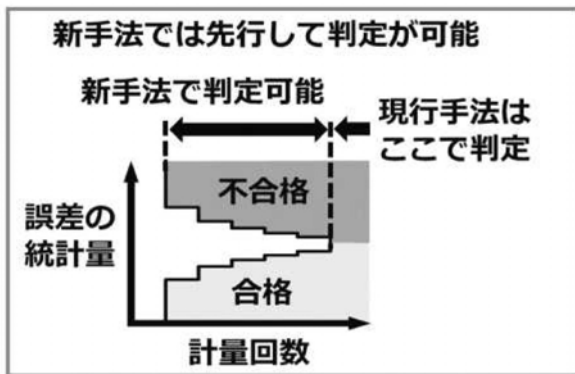 新手法では先行して判定が可能
新手法で判定可能
現行手法は
ここで判定
不合格
誤差の
統計量
合格
計量回数